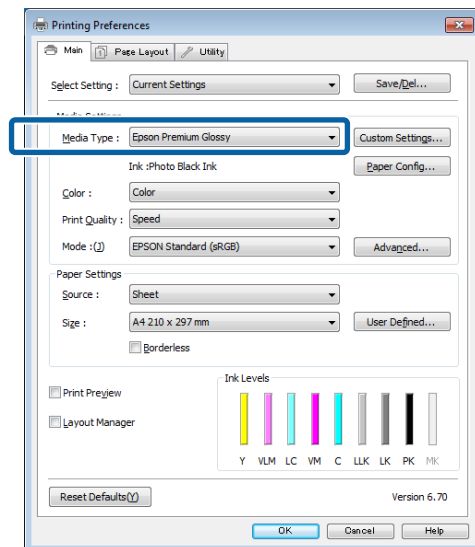 Printing Preferences
Main Page Layout Utility
Select Setting : Current Settings Save/Del...
Media Settings
Media Type : Epson Premium Glossy Custom Settings...
Ink :Photo Black Ink Paper Config...
Color : Color
Print Quality : Speed
Mode :(J) EPSON Standard (sRGB) Advanced...
Paper Settings
Source : Sheet
Size : A4 210 x 297 mm User Defined...
Borderless
Ink Levels
Print Preview
Layout Manager
Y VLM LC VM C LLK LK PK MK
Reset Defaults(Y) Version 6.70
OK Cancel Help